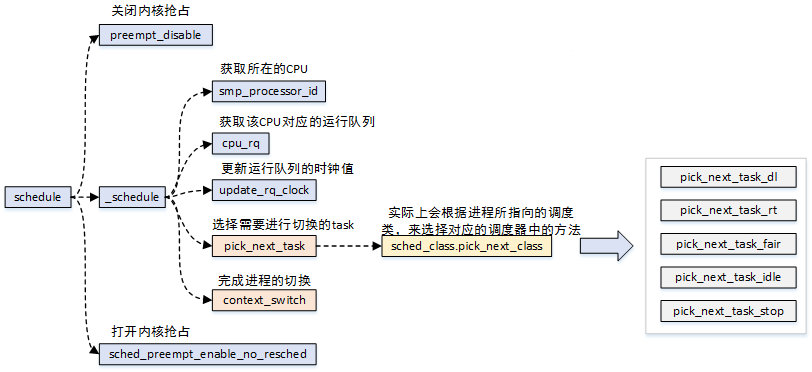 关闭内核抢占
preempt_disable
获取所在的CPU
smp_processor_id
获取该CPU对应的运行队列
cpu_rq
更新运行队列的时钟值
schedule
_schedule
update_rq_clock
选择需要进行切换的task
pick_next_task
实际上会根据进程所指向的调度
类，来选择对应的调度器中的方法
sched_class.pick_next_class
完成进程的切换
context_switch
打开内核抢占
sched_preempt_enable_no_resched
pick_next_task_dl
pick_next_task_rt
pick_next_task_fair
pick_next_task_idle
pick_next_task_stop